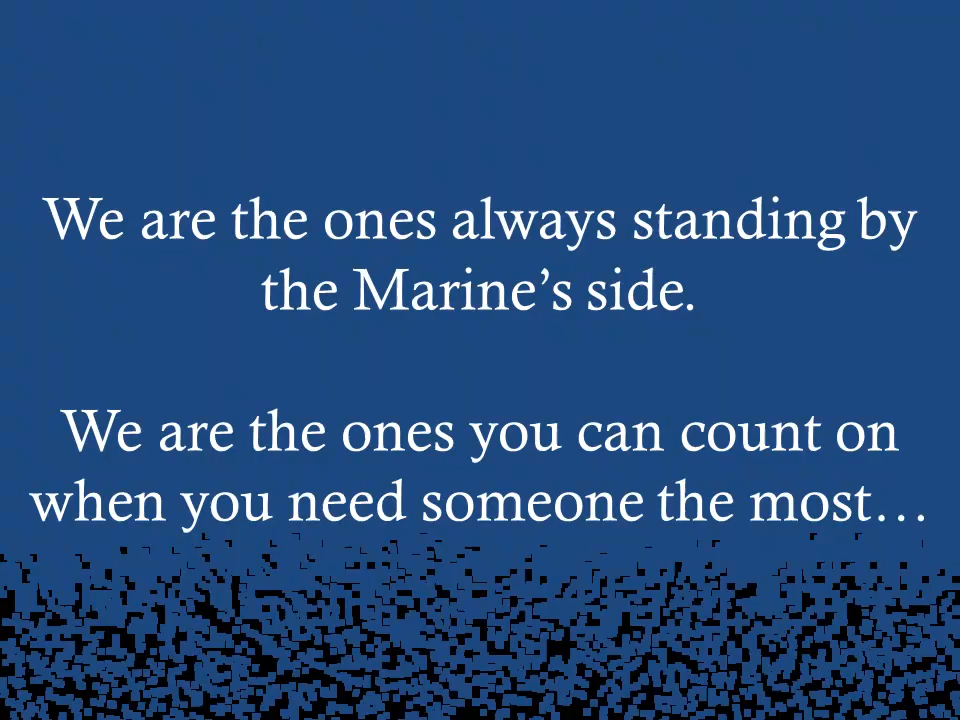 We are the ones always standing by
the Marine’s side.
We are the ones you can count on
when you need someone the most…